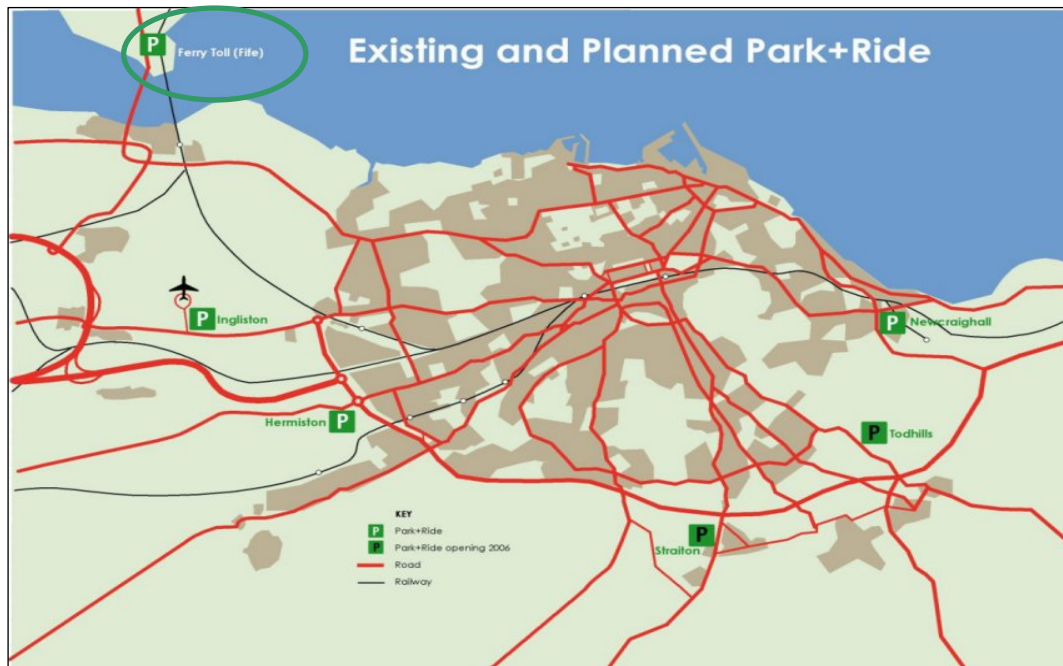 P Ferry Toll (Fife)
Existing and Planned Park+Ride
P Ingliston
P
Newcraighall
Hermiston P
P Todhills
P
Straiton
KEY
P Park+Ride
P Park+Ride opening 2006
Road
Railway